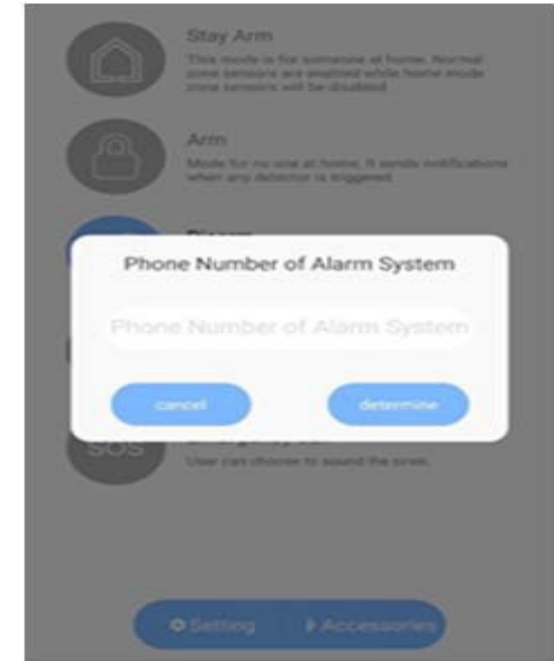 Stay Arm
This mode is for someone at home. Normal
zone sensors are enabled while home mode
zone sensors will be disabled.
Arm
Mode for no one at home, It sends notifications
when any detector is triggered
Disarm
Phone Number of Alarm System
Phone Number of Alarm System
cancel
determine
SOS
User can choose to sound the siren.
Setting
Accessories